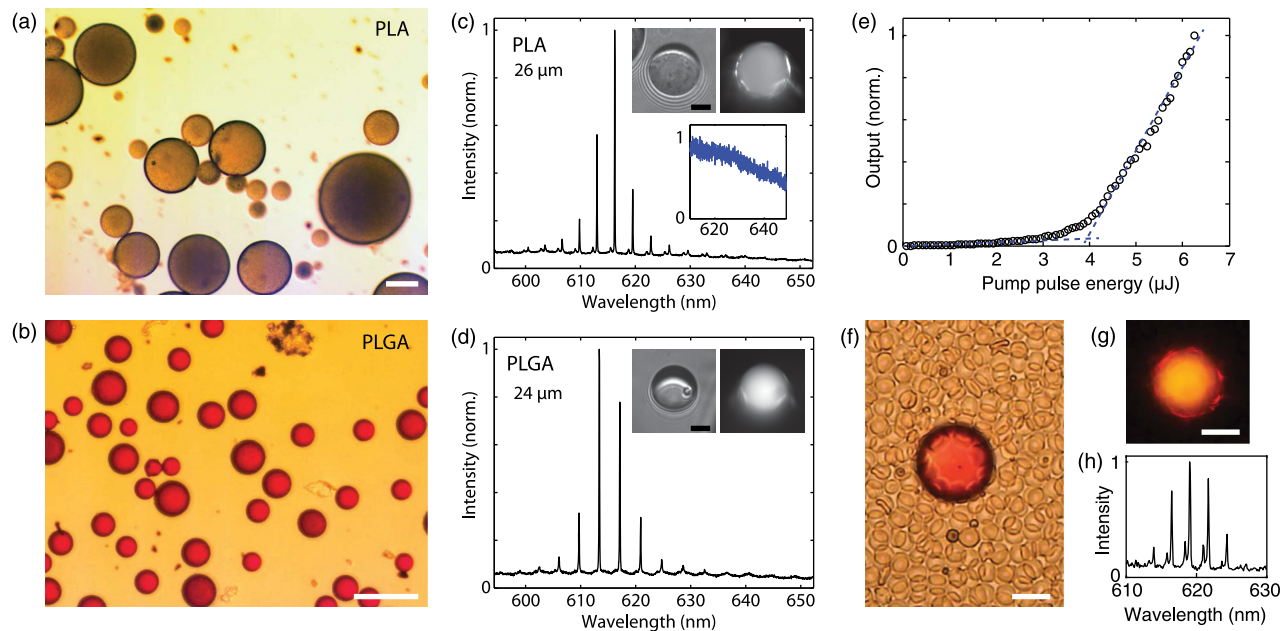 (a)
PLA
(b)
PLGA
(c)
PLA
26 µm
1
0
Intensity (norm.)
600
610
620
630
640
650
Wavelength (nm)
1
0
620
640
(d)
PLGA
24 µm
1
0
Intensity (norm.)
600
610
620
630
640
650
Wavelength (nm)
(e)
1
0
Output (norm.)
0
1
2
3
4
5
6
7
Pump pulse energy (µJ)
(f)
(g)
(h)
1
0
Intensity
610
620
630
Wavelength (nm)